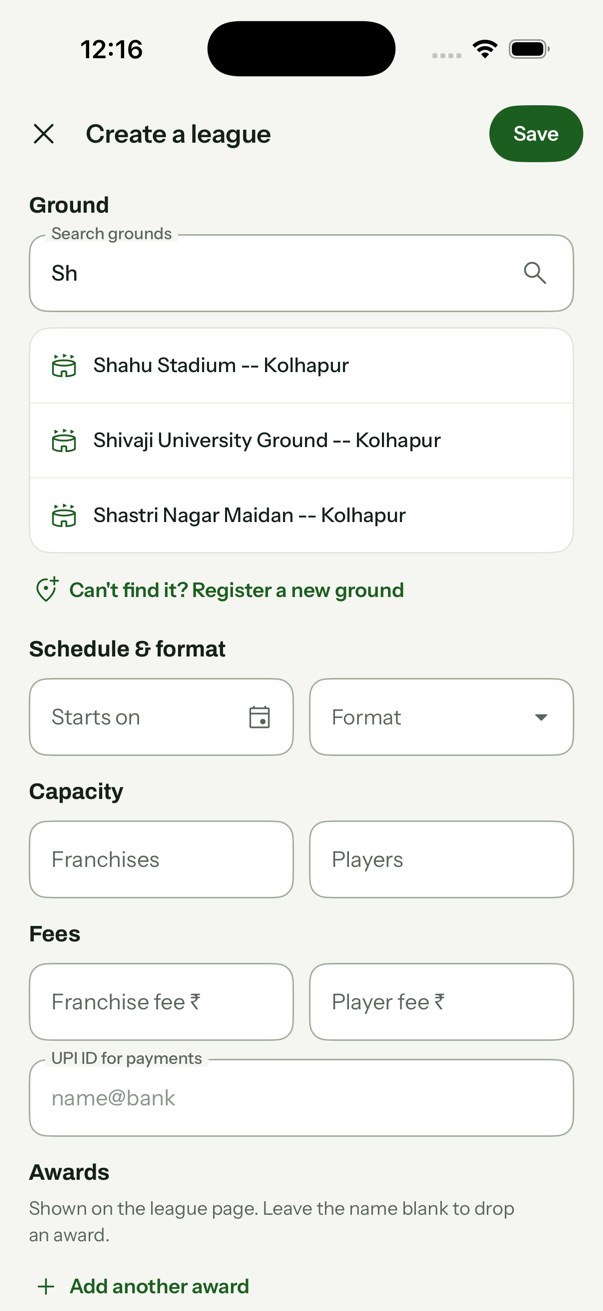 12:16
Create a league
Save
Ground
Search grounds
Sh
Shahu Stadium -- Kolhapur
Shivaji University Ground -- Kolhapur
Shastri Nagar Maidan -- Kolhapur
Can't find it? Register a new ground
Schedule & format
Starts on
Format
Capacity
Franchises
Players
Fees
Franchise fee ₹
Player fee ₹
UPI ID for payments
name@bank
Awards
Shown on the league page. Leave the name blank to drop
an award.
Add another award